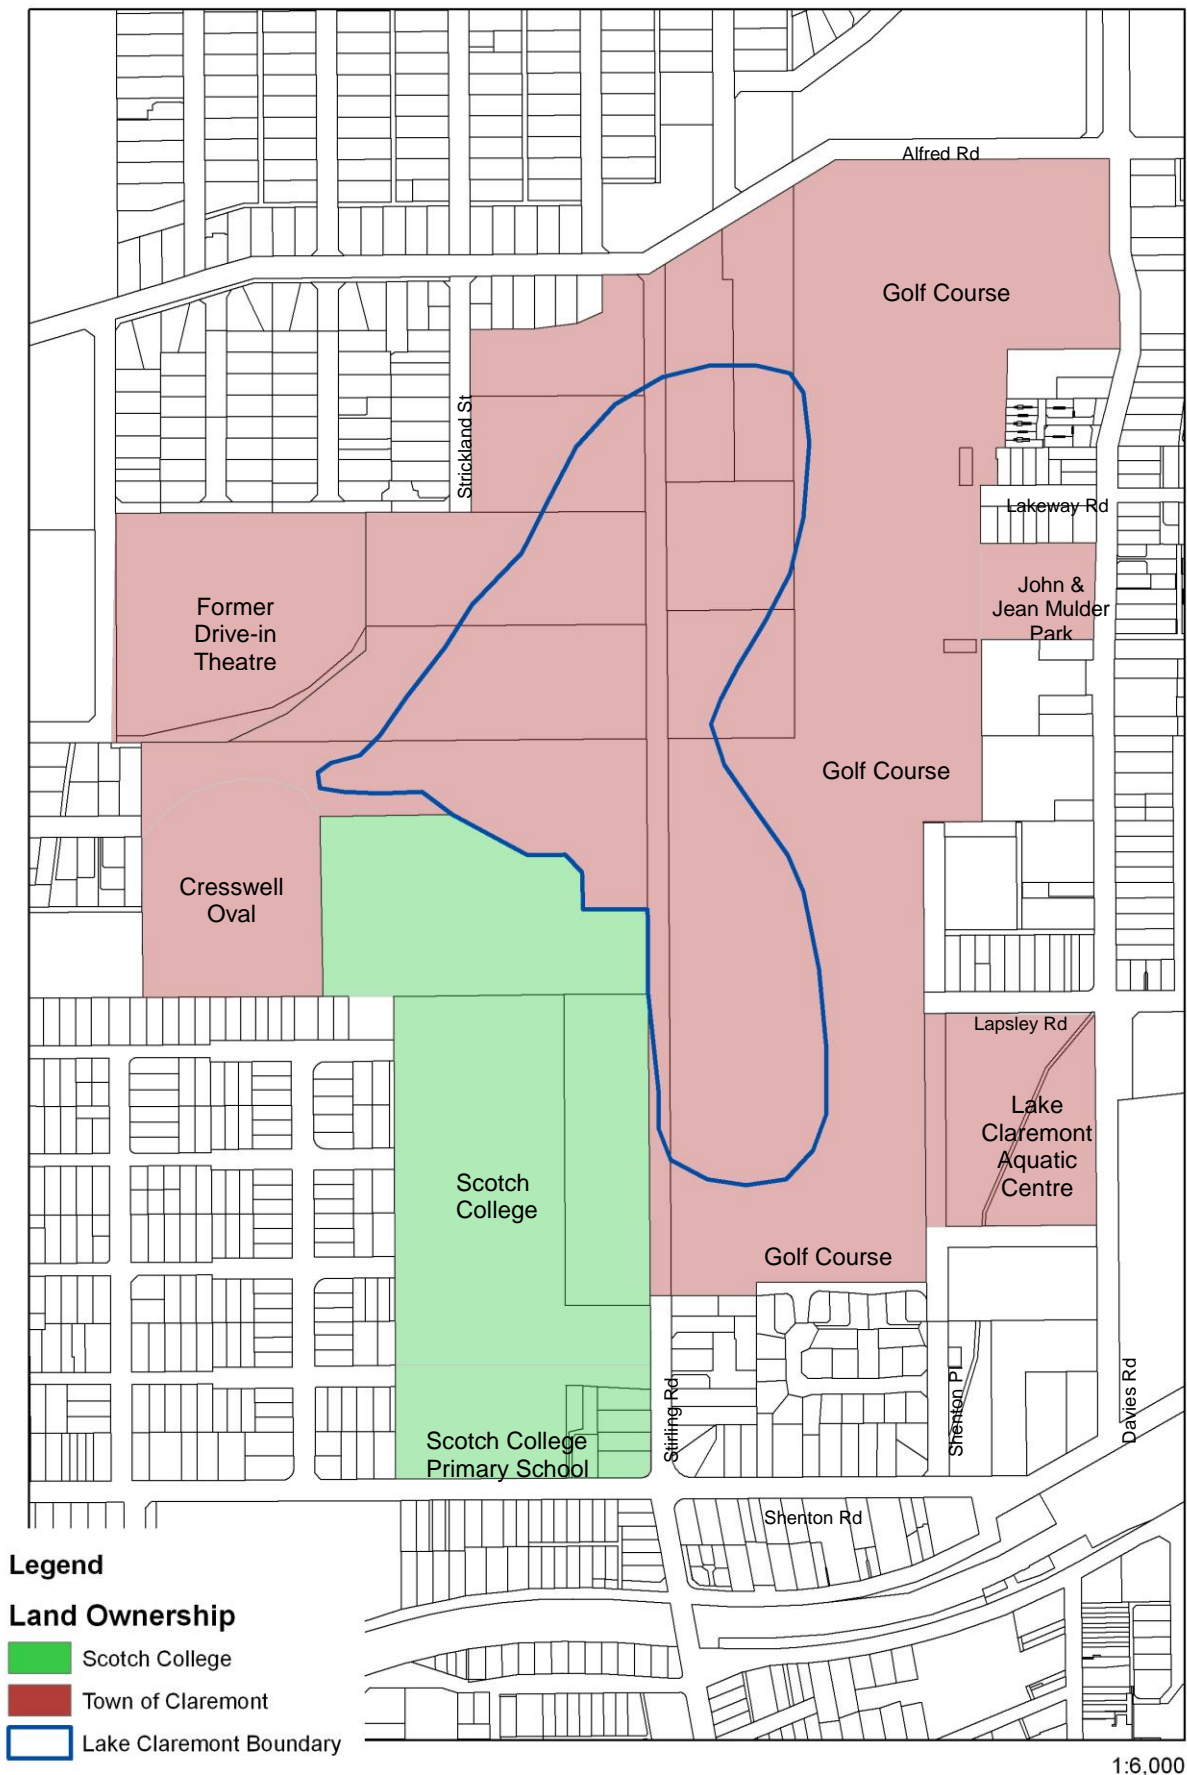 Alfred Rd
Golf Course
Strickland St
Lakeway Rd
John &
Jean Mulder
Park
Former
Drive-in
Theatre
Golf Course
Cresswell
Oval
Lapsley Rd
Lake
Claremont
Aquatic
Centre
Scotch
College
Golf Course
Stirling Rd
Shenton Pl
Davies Rd
Scotch College
Primary School
Shenton Rd
Legend
Land Ownership
Scotch College
Town of Claremont
Lake Claremont Boundary
1:6,000